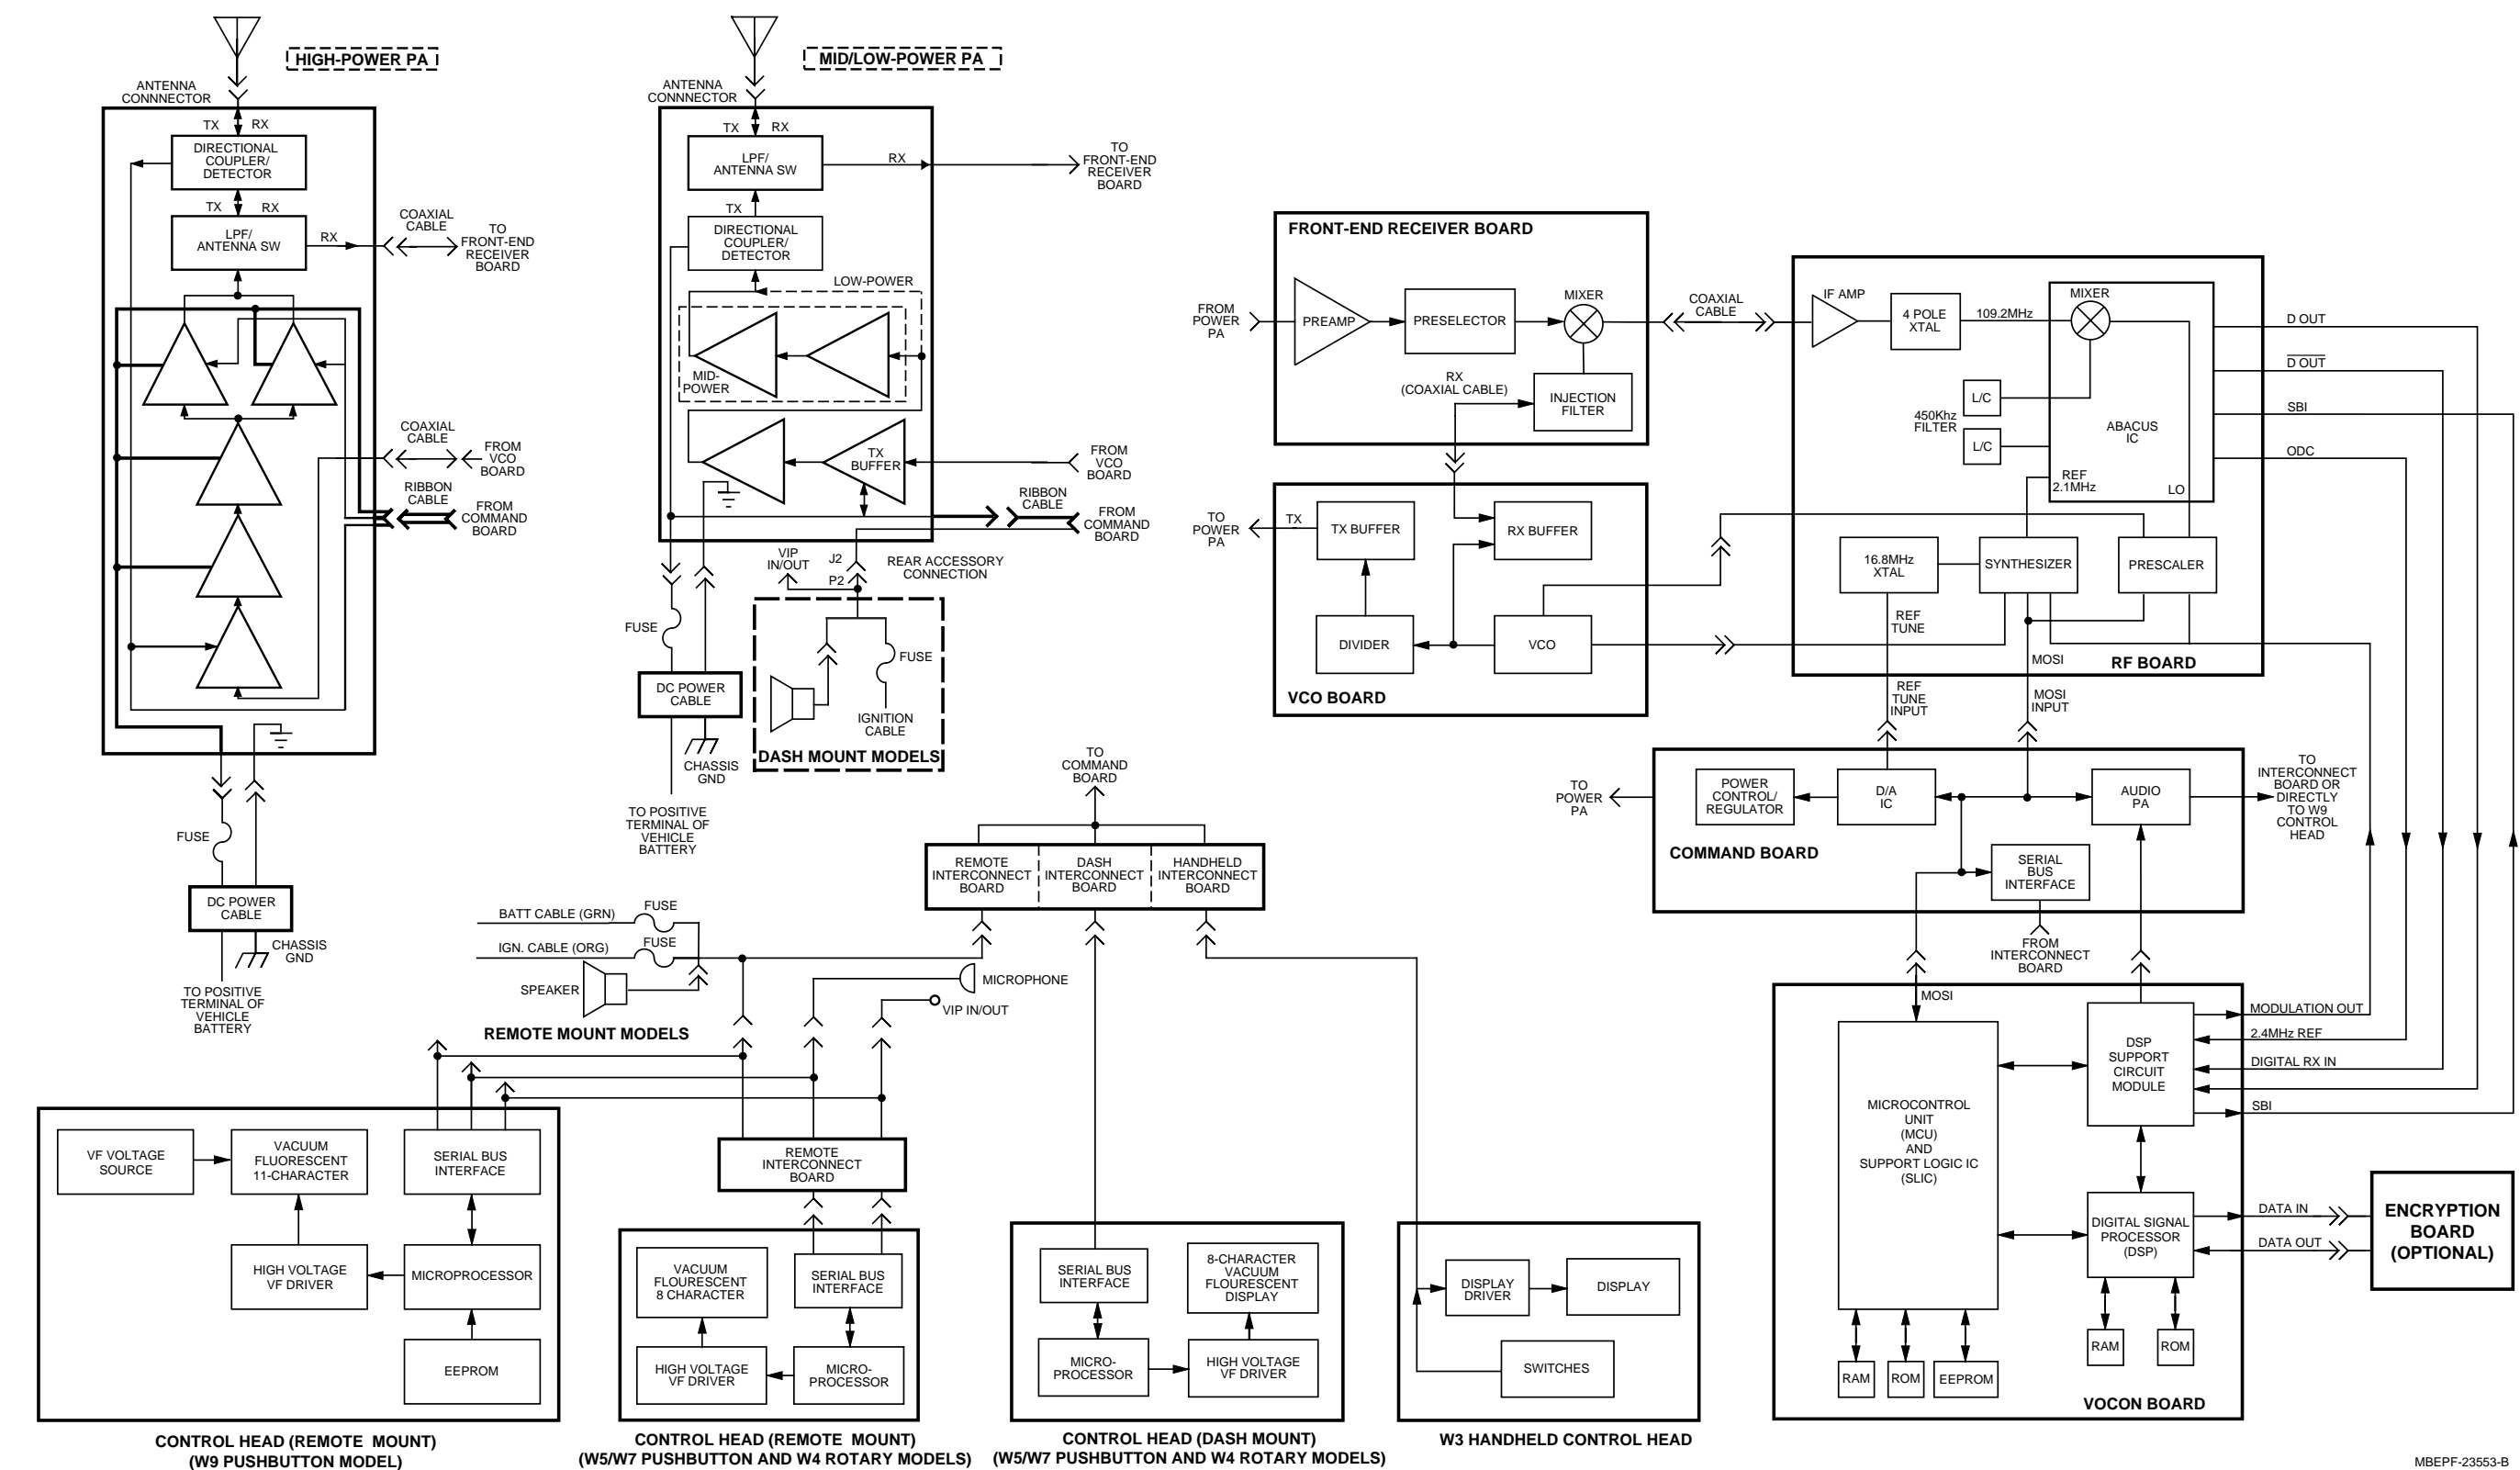 HIGH-POWER PA
ANTENNA
CONNNECTOR
TX
RX
DIRECTIONAL
COUPLER/
DETECTOR
TX
RX
LPF/
ANTENNA SW
RX
COAXIAL
CABLE
TO
FRONT-END
RECEIVER
BOARD
COAXIAL
CABLE
FROM
VCO
BOARD
RIBBON
CABLE
FROM
COMMAND
BOARD
FUSE
DC POWER
CABLE
CHASSIS
GND
TO POSITIVE
TERMINAL OF
VEHICLE
BATTERY
MID/LOW-POWER PA
ANTENNA
CONNNECTOR
TX
RX
LPF/
ANTENNA SW
RX
TO
FRONT-END
RECEIVER
BOARD
TX
DIRECTIONAL
COUPLER/
DETECTOR
LOW-POWER
MID-
POWER
TX
BUFFER
FROM
VCO
BOARD
RIBBON
CABLE
FROM
COMMAND
BOARD
VIP
IN/OUT
J2
P2
REAR ACCESSORY
CONNECTION
FUSE
FUSE
IGNITION
CABLE
DASH MOUNT MODELS
DC POWER
CABLE
CHASSIS
GND
TO POSITIVE
TERMINAL OF
VEHICLE
BATTERY
FRONT-END RECEIVER BOARD
FROM
POWER
PA
PREAMP
PRESELECTOR
MIXER
INJECTION
FILTER
RX
(COAXIAL CABLE)
COAXIAL
CABLE
TO
POWER
PA
TX
TX BUFFER
RX BUFFER
DIVIDER
VCO
VCO BOARD
IF AMP
4 POLE
XTAL
109.2MHz
MIXER
L/C
450Khz
FILTER
L/C
ABACUS
IC
REF
2.1MHz
LO
16.8MHz
XTAL
SYNTHESIZER
PRESCALER
REF
TUNE
MOSI
RF BOARD
D OUT
D OUT
SBI
ODC
REF
TUNE
INPUT
MOSI
INPUT
TO
POWER
PA
POWER
CONTROL/
REGULATOR
D/A
IC
AUDIO
PA
TO
INTERCONNECT
BOARD OR
DIRECTLY
TO W9
CONTROL
HEAD
COMMAND BOARD
SERIAL
BUS
INTERFACE
FROM
INTERCONNECT
BOARD
TO
COMMAND
BOARD
REMOTE
INTERCONNECT
BOARD
DASH
INTERCONNECT
BOARD
HANDHELD
INTERCONNECT
BOARD
BATT CABLE (GRN)
FUSE
IGN. CABLE (ORG)
FUSE
SPEAKER
MICROPHONE
VIP IN/OUT
REMOTE MOUNT MODELS
VF VOLTAGE
SOURCE
VACUUM
FLUORESCENT
11-CHARACTER
SERIAL BUS
INTERFACE
HIGH VOLTAGE
VF DRIVER
MICROPROCESSOR
EEPROM
CONTROL HEAD (REMOTE MOUNT)
(W9 PUSHBUTTON MODEL)
REMOTE
INTERCONNECT
BOARD
VACUUM
FLOURESCENT
8 CHARACTER
SERIAL BUS
INTERFACE
HIGH VOLTAGE
VF DRIVER
MICRO-
PROCESSOR
CONTROL HEAD (REMOTE MOUNT)
(W5/W7 PUSHBUTTON AND W4 ROTARY MODELS)
SERIAL BUS
INTERFACE
8-CHARACTER
VACUUM
FLOURESCENT
DISPLAY
MICRO-
PROCESSOR
HIGH VOLTAGE
VF DRIVER
CONTROL HEAD (DASH MOUNT)
(W5/W7 PUSHBUTTON AND W4 ROTARY MODELS)
DISPLAY
DRIVER
DISPLAY
SWITCHES
W3 HANDHELD CONTROL HEAD
MOSI
MICROCONTROL
UNIT
(MCU)
AND
SUPPORT LOGIC IC
(SLIC)
DSP
SUPPORT
CIRCUIT
MODULE
MODULATION OUT
2.4MHz REF
DIGITAL RX IN
SBI
DIGITAL SIGNAL
PROCESSOR
(DSP)
DATA IN
DATA OUT
ENCRYPTION
BOARD
(OPTIONAL)
RAM
ROM
RAM
ROM
EEPROM
VOCON BOARD
MBEPF-23553-B